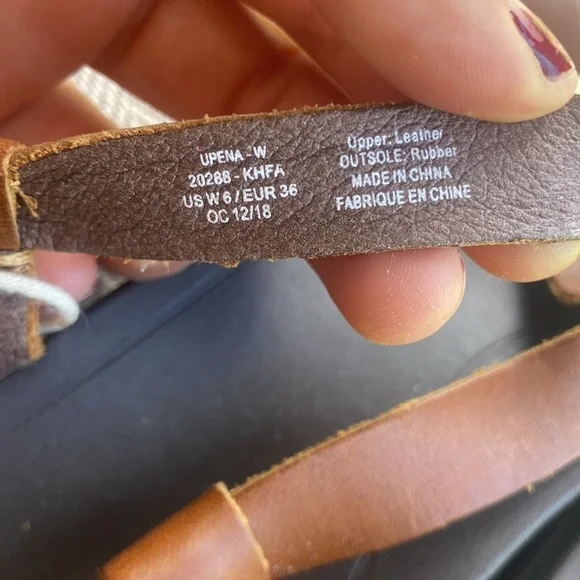 UPENA - W
20288 - KHFA
US W 6 / EUR 36
OC 12/18
Upper: Leather
OUTSOLE: Rubber
MADE IN CHINA
FABRIQUE EN CHINE